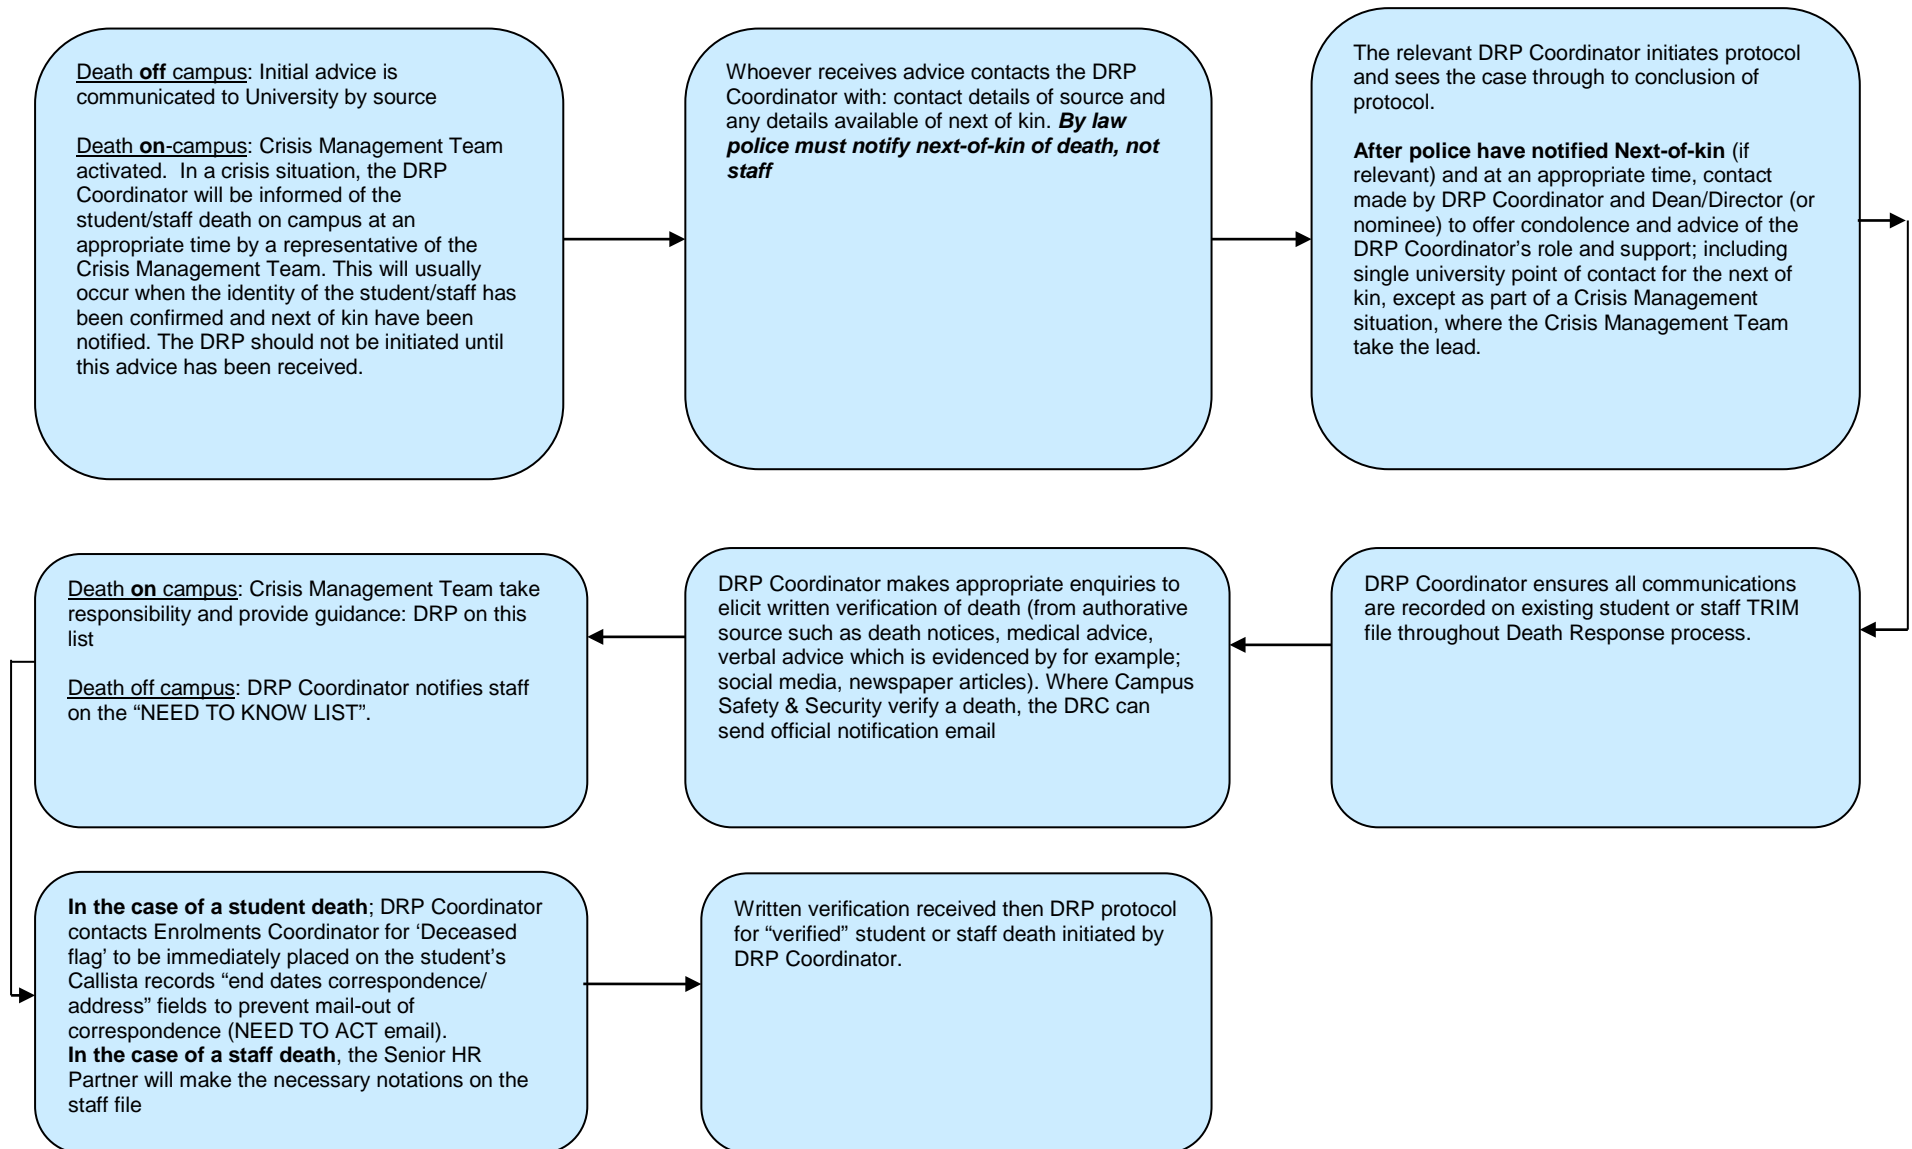 Death off campus: Initial advice is
communicated to University by source
Death on-campus: Crisis Management Team
activated.  In a crisis situation, the DRP
Coordinator will be informed of the
student/staff death on campus at an
appropriate time by a representative of the
Crisis Management Team. This will usually
occur when the identity of the student/staff has
been confirmed and next of kin have been
notified. The DRP should not be initiated until
this advice has been received.
Whoever receives advice contacts the DRP
Coordinator with: contact details of source and
any details available of next of kin. By law
police must notify next-of-kin of death, not
staff
The relevant DRP Coordinator initiates protocol
and sees the case through to conclusion of
protocol.
After police have notified Next-of-kin (if
relevant) and at an appropriate time, contact
made by DRP Coordinator and Dean/Director (or
nominee) to offer condolence and advice of the
DRP Coordinator's role and support; including
single university point of contact for the next of
kin, except as part of a Crisis Management
situation, where the Crisis Management Team
take the lead.
DRP Coordinator ensures all communications
are recorded on existing student or staff TRIM
file throughout Death Response process.
DRP Coordinator makes appropriate enquiries to
elicit written verification of death (from authorative
source such as death notices, medical advice,
verbal advice which is evidenced by for example;
social media, newspaper articles). Where Campus
Safety & Security verify a death, the DRC can
send official notification email
Death on campus: Crisis Management Team take
responsibility and provide guidance: DRP on this
list
Death off campus: DRP Coordinator notifies staff
on the “NEED TO KNOW LIST”.
In the case of a student death; DRP Coordinator
contacts Enrolments Coordinator for ‘Deceased
flag’ to be immediately placed on the student’s
Callista records “end dates correspondence/
address” fields to prevent mail-out of
correspondence (NEED TO ACT email).
In the case of a staff death, the Senior HR
Partner will make the necessary notations on the
staff file
Written verification received then DRP protocol
for “verified” student or staff death initiated by
DRP Coordinator.